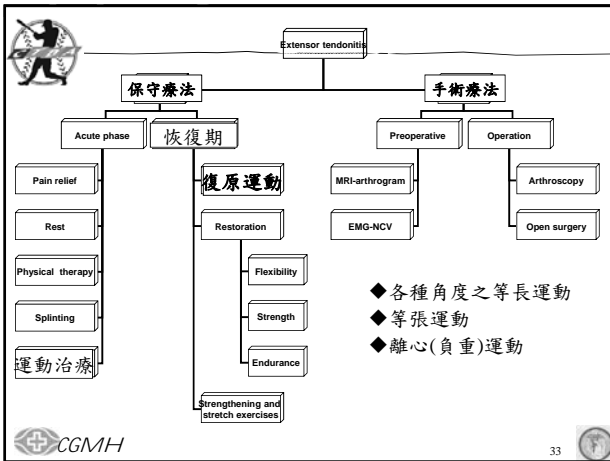 Extensor tendonitis
保守療法
手術療法
Acute phase
恢復期
Preoperative
Operation
Pain relief
Rest
Physical therapy
Splinting
運動治療
復原運動
Restoration
Flexibility
Strength
Endurance
Strengthening and
stretch exercises
MRI-arthrogram
EMG-NCV
Arthroscopy
Open surgery
◆各種角度之等長運動
◆等張運動
◆離心(負重)運動
CGMH
33